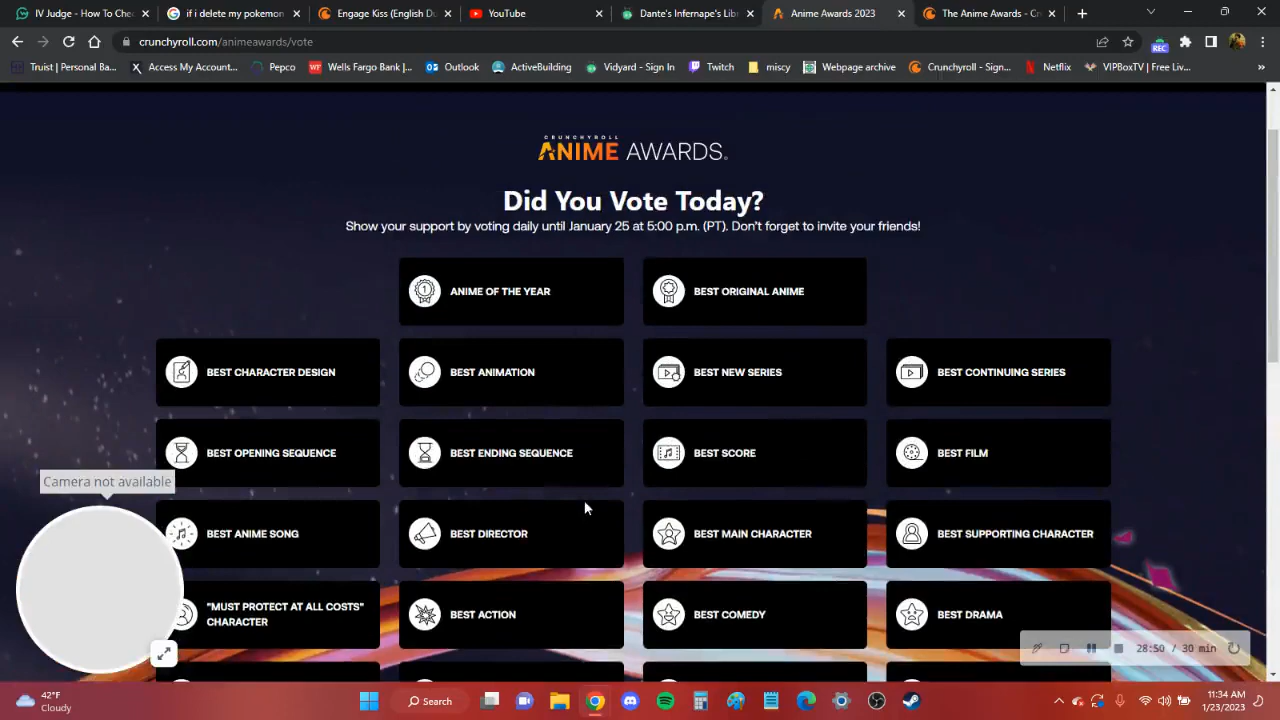 IV Judge - How To Che
if i delete my pokemon
Engage Kiss (English Du
YouTube
Dante's Infernape's Lib
Anime Awards 2023
The Anime Awards - Cr
crunchyroll.com/animeawards/vote
REC
Truist | Personal Ba...
Access My Account...
Pepco
Wells Fargo Bank |...
Outlook
ActiveBuilding
Vidyard - Sign In
Twitch
miscy
Webpage archive
Crunchyroll - Sign...
Netflix
VIPBoxTV | Free Liv...
CRUNCHYROLL
ANIME AWARDS.
Did You Vote Today?
Show your support by voting daily until January 25 at 5:00 p.m. (PT). Don't forget to invite your friends!
ANIME OF THE YEAR
BEST ORIGINAL ANIME
BEST CHARACTER DESIGN
BEST ANIMATION
BEST NEW SERIES
BEST CONTINUING SERIES
BEST OPENING SEQUENCE
BEST ENDING SEQUENCE
BEST SCORE
BEST FILM
Camera not available
BEST ANIME SONG
BEST DIRECTOR
BEST MAIN CHARACTER
BEST SUPPORTING CHARACTER
"MUST PROTECT AT ALL COSTS"
CHARACTER
BEST ACTION
BEST COMEDY
BEST DRAMA
28:50 / 30 min
42°F
Cloudy
Search
11:34 AM
1/23/2023